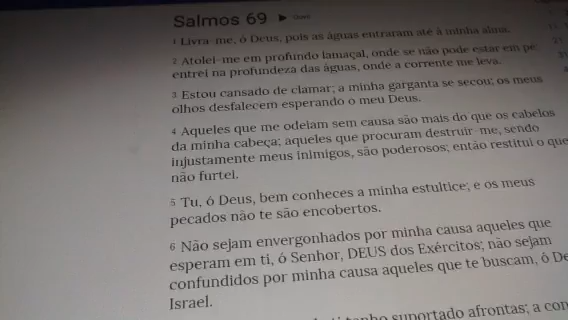 Salmos 69
1 Livra-me, ó Deus, pois as águas entraram até à minha alma.
2 Atolei-me em profundo lamaçal, onde se não pode estar em pé;
entrei na profundeza das águas, onde a corrente me leva.
3 Estou cansado de clamar; a minha garganta se secou; os meus
olhos desfalecem esperando o meu Deus.
4 Aqueles que me odeiam sem causa são mais do que os cabelos
da minha cabeça; aqueles que procuram destruir-me, sendo
injustamente meus inimigos, são poderosos; então restituí o que
não furtei.
5 Tu, ó Deus, bem conheces a minha estultice; e os meus
pecados não te são encobertos.
6 Não sejam envergonhados por minha causa aqueles que
esperam em ti, ó Senhor, DEUS dos Exércitos; não sejam
confundidos por minha causa aqueles que te buscam, ó De
Israel.
tenho suportado afrontas; a con